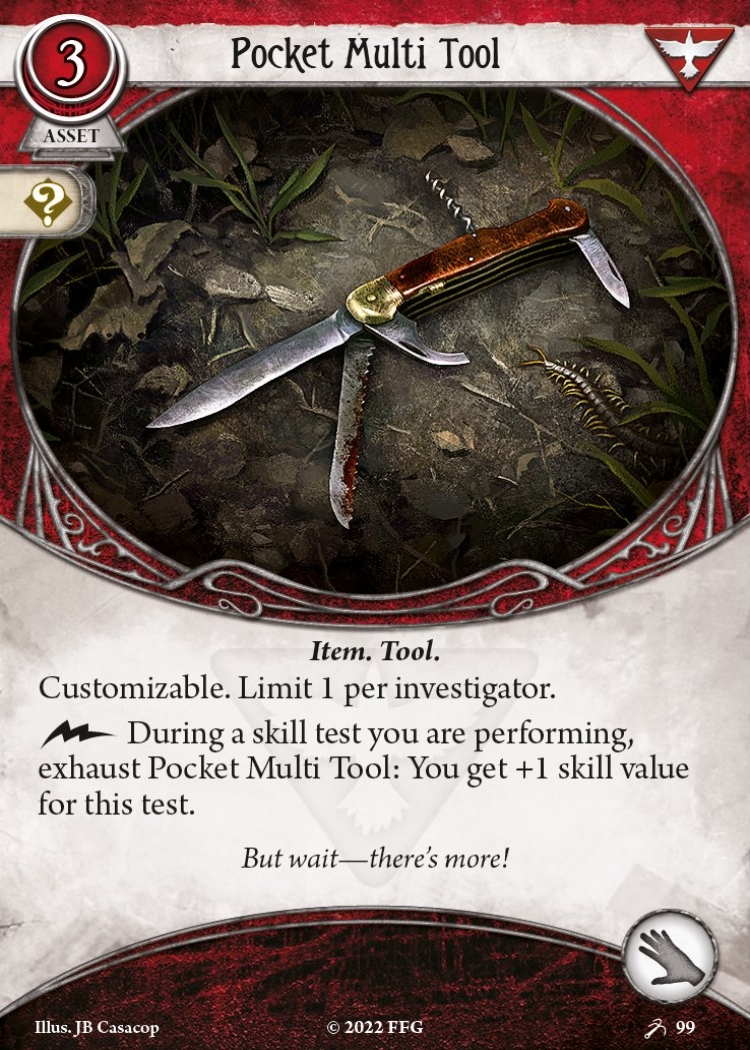 3
Pocket Multi Tool
ASSET
?
Item. Tool.
Customizable. Limit 1 per investigator.
During a skill test you are performing,
exhaust Pocket Multi Tool: You get +1 skill value
for this test.
But wait—there's more!
Illus. JB Casacop
© 2022 FFG
99